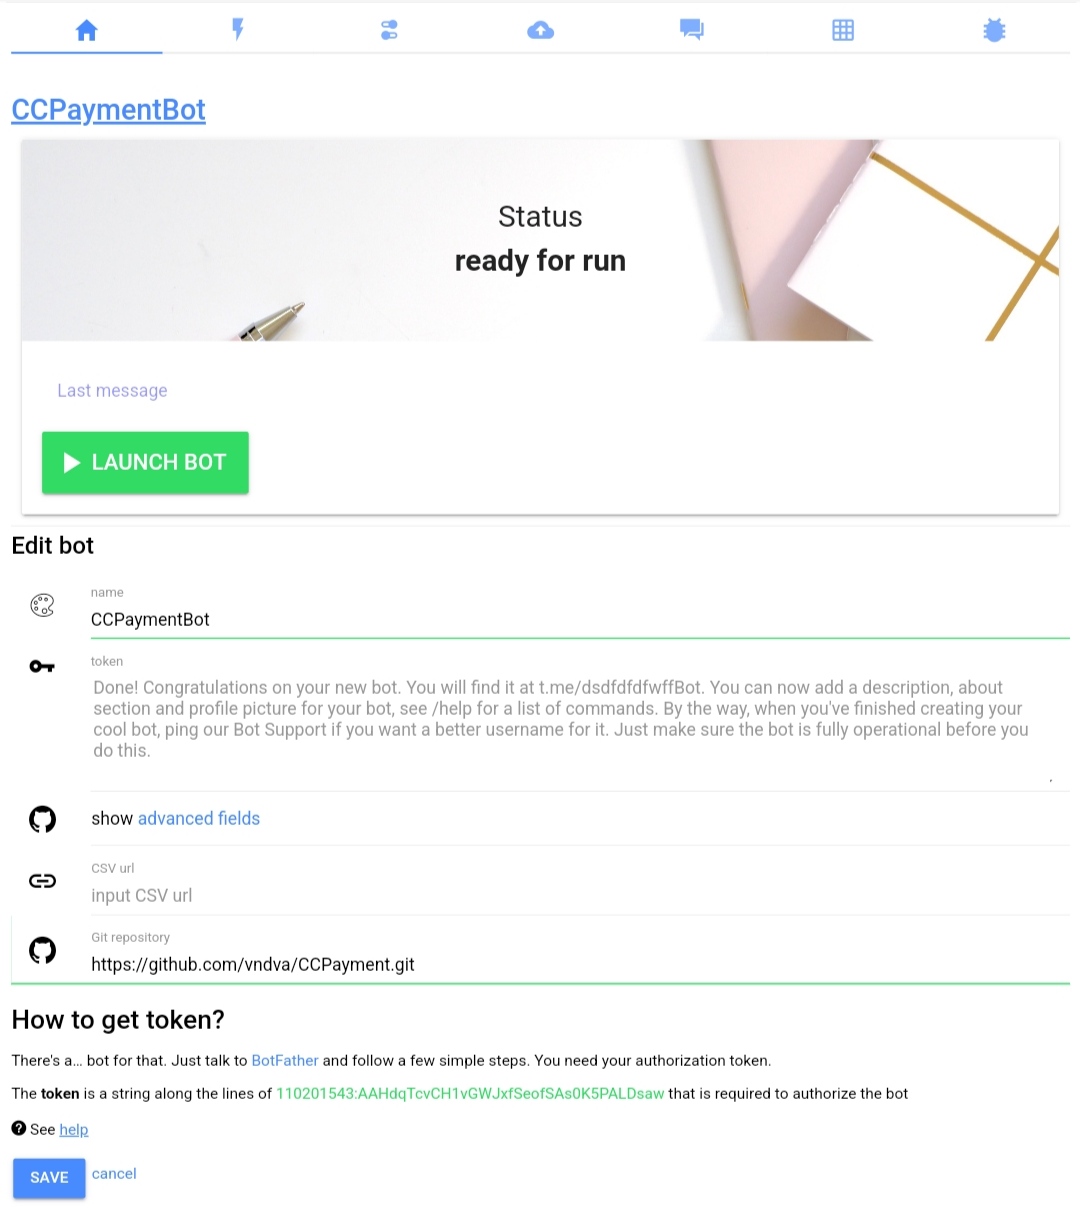 CCPaymentBot
Status
ready for run
Last message
LAUNCH BOT
Edit bot
name
CCPaymentBot
token
Done! Congratulations on your new bot. You will find it at t.me/dsdfdfdfwffBot. You can now add a description, about
section and profile picture for your bot, see /help for a list of commands. By the way, when you've finished creating your
cool bot, ping our Bot Support if you want a better username for it. Just make sure the bot is fully operational before you
do this.
show advanced fields
CSV url
input CSV url
Git repository
https://github.com/vndva/CCPayment.git
How to get token?
There's a... bot for that. Just talk to BotFather and follow a few simple steps. You need your authorization token.
The token is a string along the lines of 110201543:AAHdqTcvCH1vGWJxfSeofSAs0K5PALDsaw that is required to authorize the bot
See help
SAVE cancel